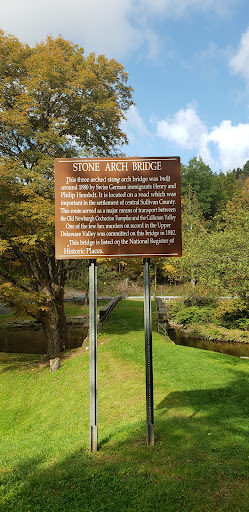 STONE ARCH BRIDGE
This three arched stone arch bridge was built
around 1880 by Swiss German immigrants Henry and
Philip Hembdt. It is located on a road which was
important in the settlement of central Sullivan County.
This route served as a major means of transport between
the Old Newburgh Cochecton Turnpike and the Callicoon Valley
One of the few hex murders on record in the Upper
Delaware Valley was committed on this bridge in 1882.
This bridge is listed on the National Register of
Historic Places.